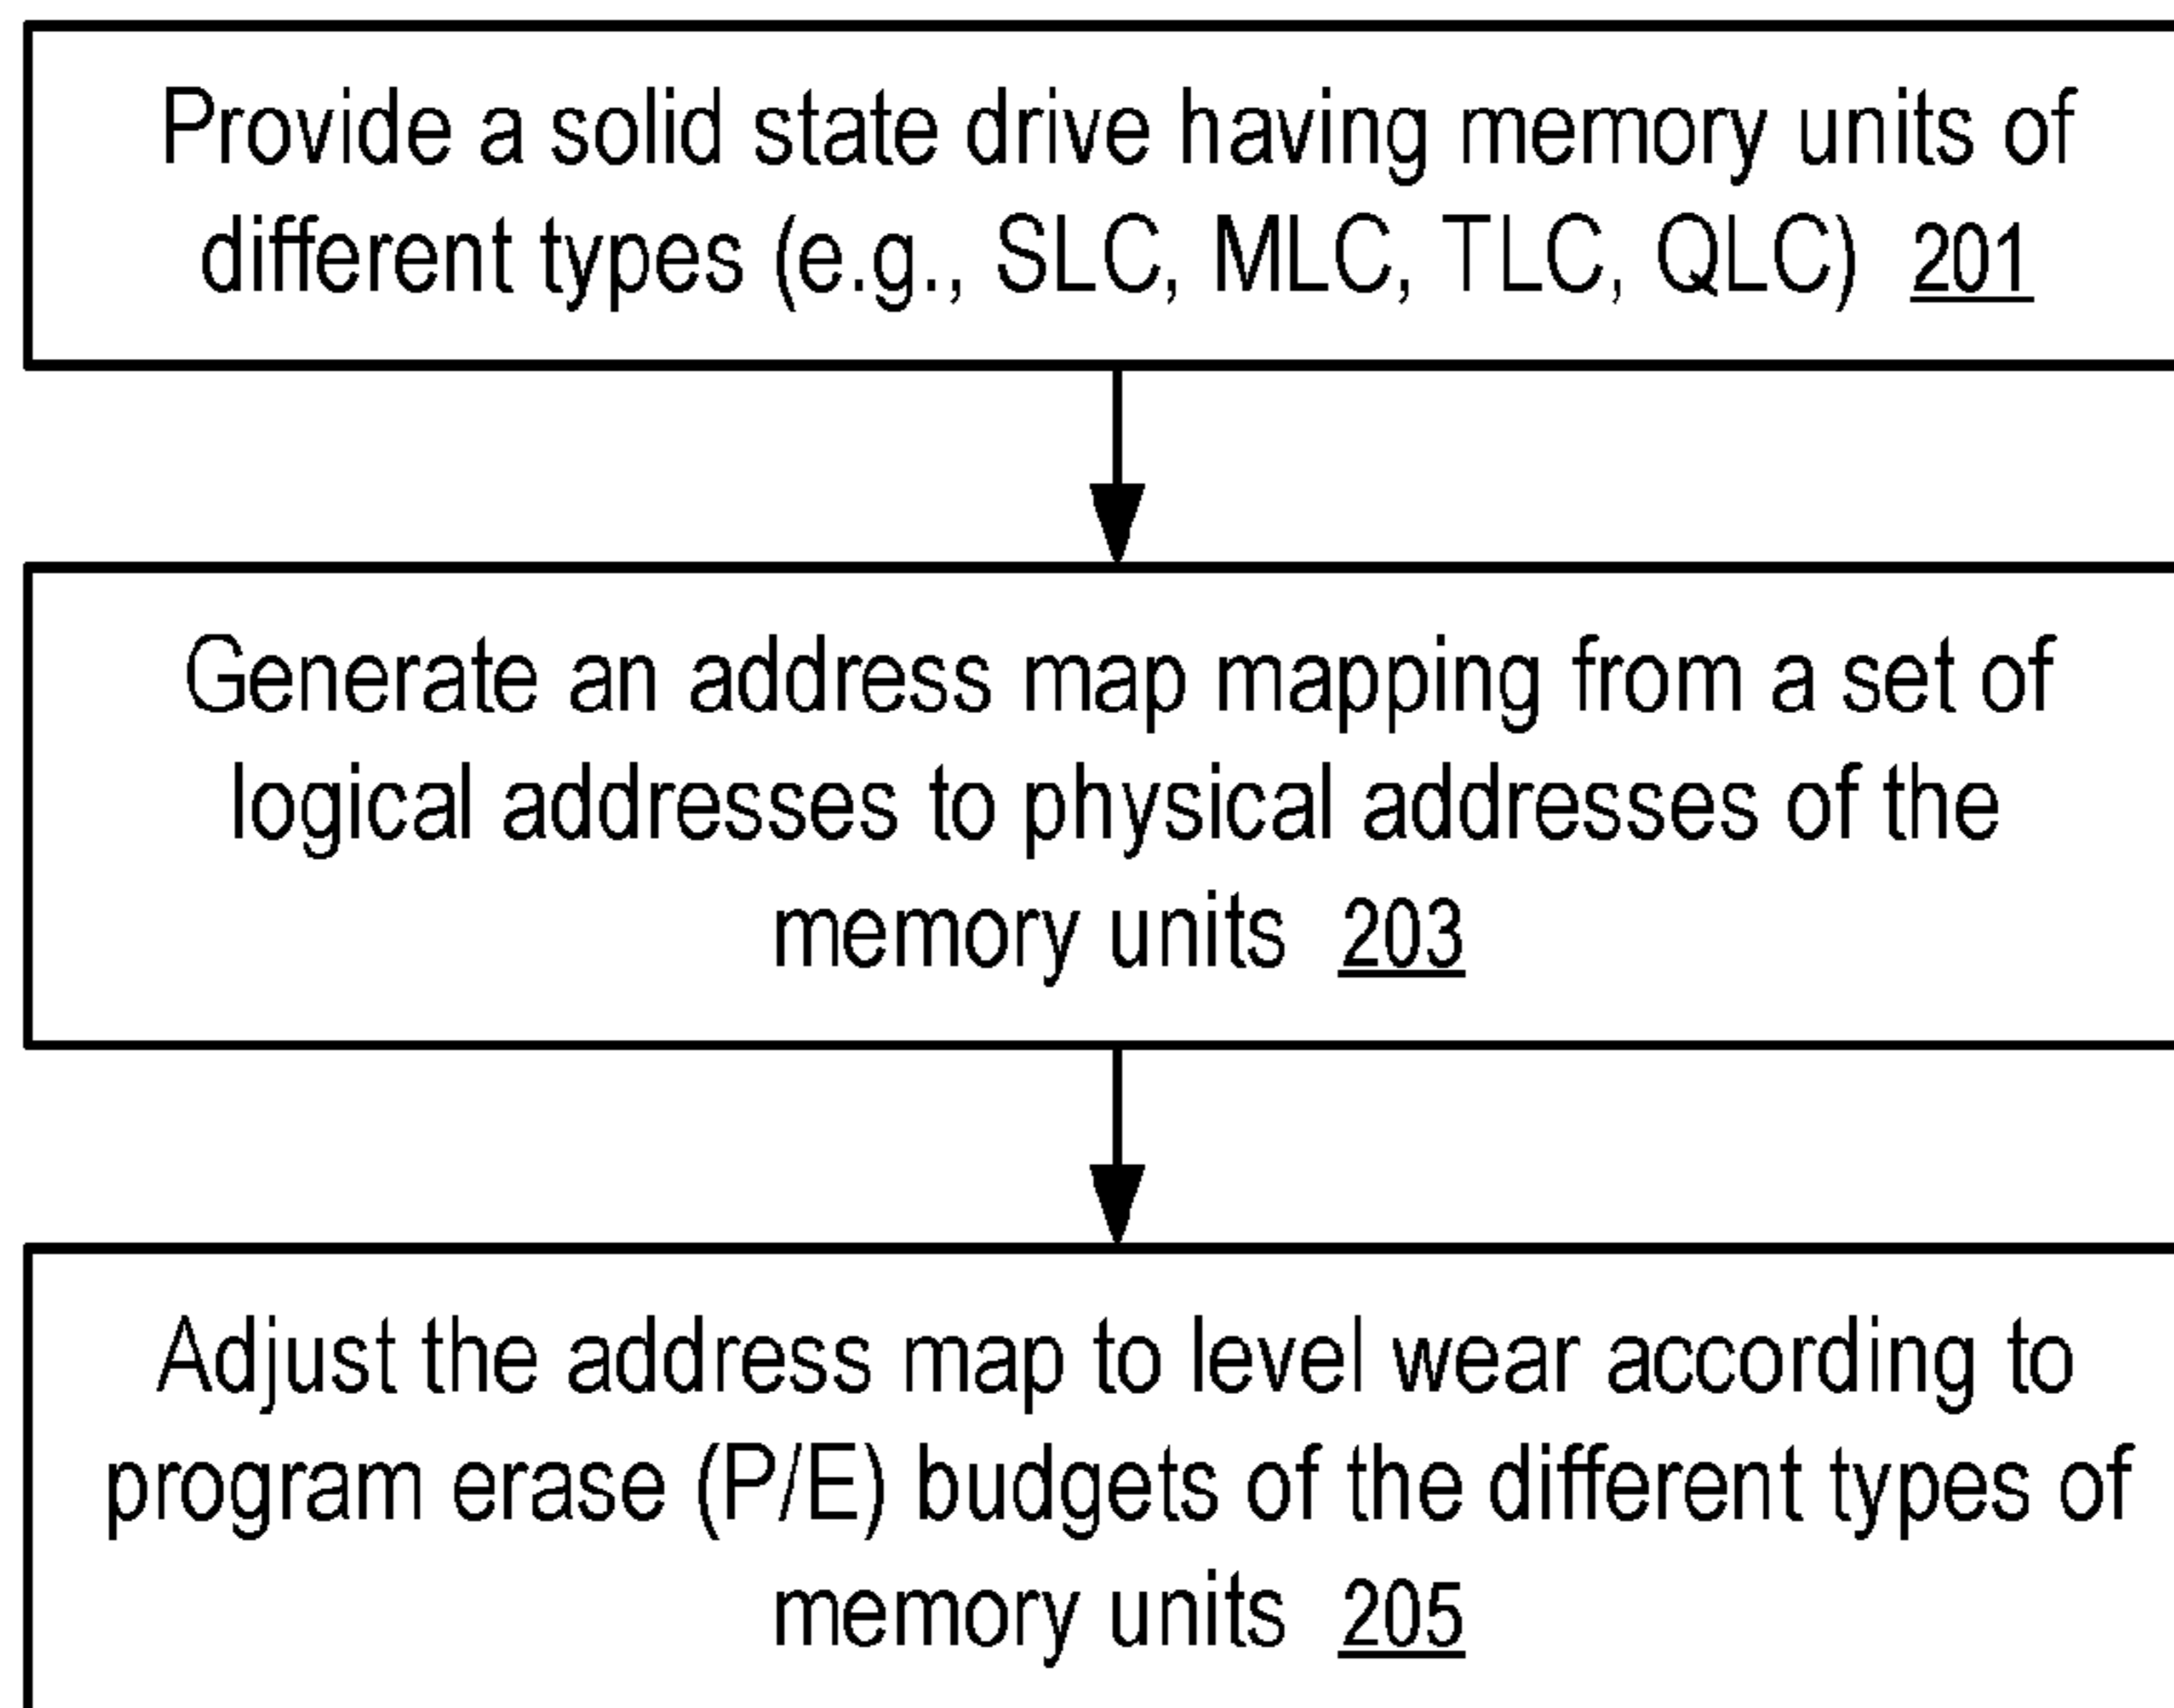 Provide a solid state drive having memory units of
different types (e.g., SLC, MLC, TLC, QLC) 201
Generate an address map mapping from a set of
logical addresses to physical addresses of the
memory units 203
Adjust the address map to level wear according to
program erase (P/E) budgets of the different types of
memory units 205